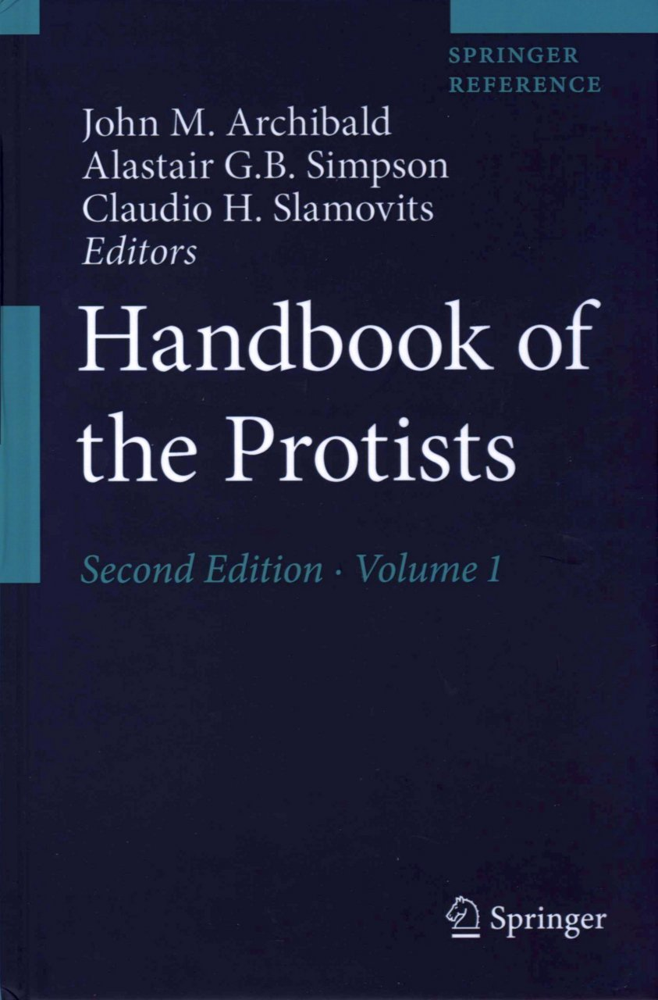 SPRINGER
REFERENCE
John M. Archibald
Alastair G.B. Simpson
Claudio H. Slamovits
Editors
Handbook of
the Protists
Second Edition · Volume 1
Springer